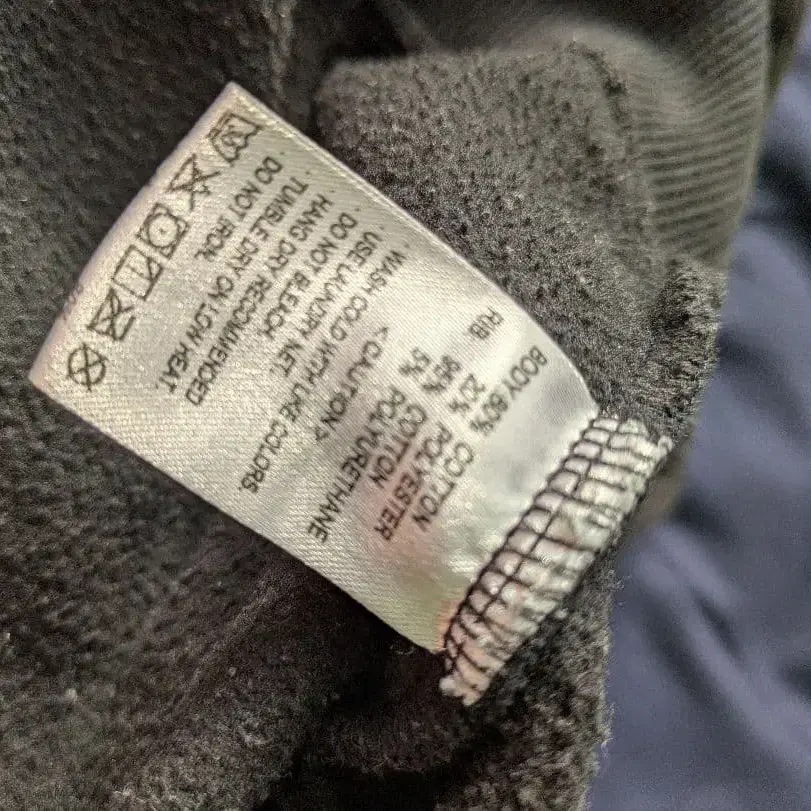 BODY: 80% COTTON
20% POLYESTER
RIB: 95% COTTON
5% POLYURETHANE
< CAUTION >
· WASH COLD WITH LIKE COLORS.
· USE LAUNDRY NET.
· DO NOT BLEACH.
· HANG DRY RECOMMENDED
· TUMBLE DRY ON LOW HEAT.
· DO NOT IRON.
30